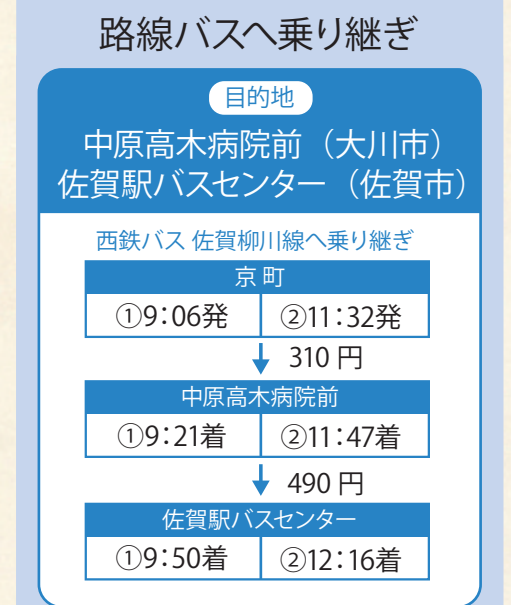 路線バスへ乗り継ぎ
目的地
中原高木病院前（大川市）
佐賀駅バスセンター（佐賀市）
西鉄バス 佐賀柳川線へ乗り継ぎ
京町
①9：06発 ②11：32発
310 円
中原高木病院前
①9：21着 ②11：47着
490 円
佐賀駅バスセンター
①9：50着 ②12：16着